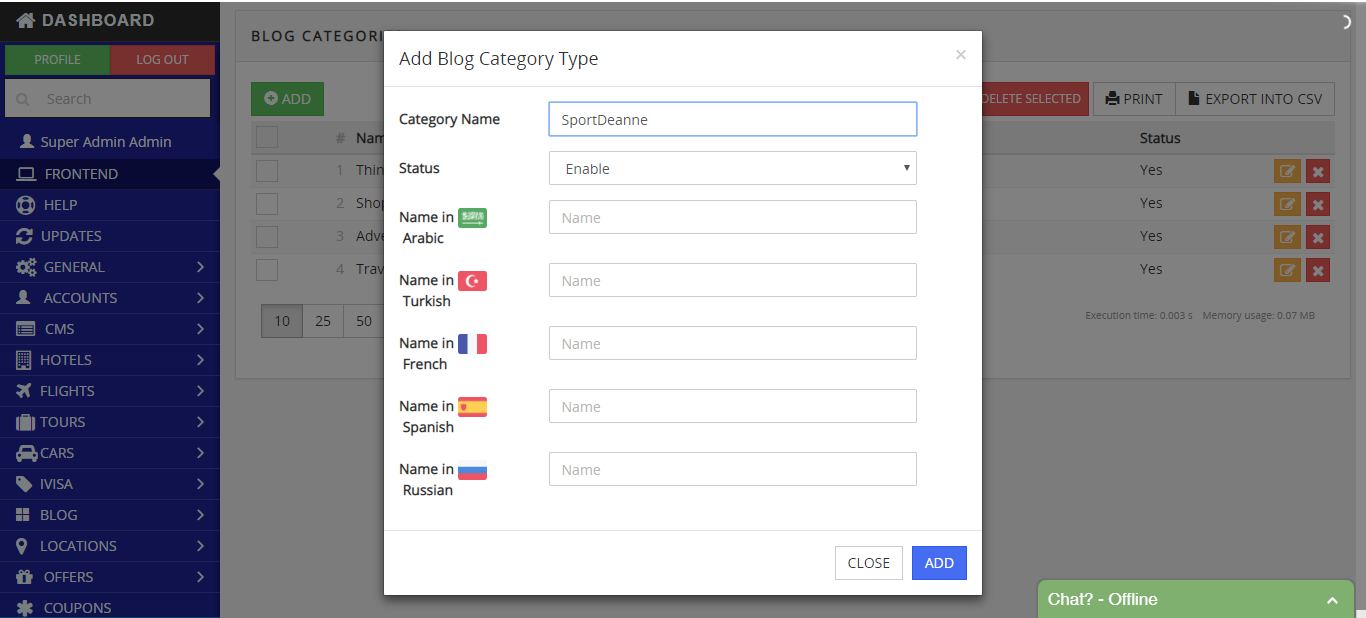 DASHBOARD
PROFILE
LOG OUT
Search
Super Admin Admin
FRONTEND
HELP
UPDATES
GENERAL
ACCOUNTS
CMS
HOTELS
FLIGHTS
TOURS
CARS
IVISA
BLOG
LOCATIONS
OFFERS
COUPONS
BLOG CATEGORI
ADD
DELETE SELECTED
PRINT
EXPORT INTO CSV
# Nam Status
1 Thin Yes
2 Shop Yes
3 Adve Yes
4 Trav Yes
10 25 50
Execution time: 0.003 s Memory usage: 0.07 MB
Add Blog Category Type ×
Category Name SportDeanne
Status Enable
Name in Name
Arabic
Name in Name
Turkish
Name in Name
French
Name in Name
Spanish
Name in Name
Russian
CLOSE ADD
Chat? - Offline